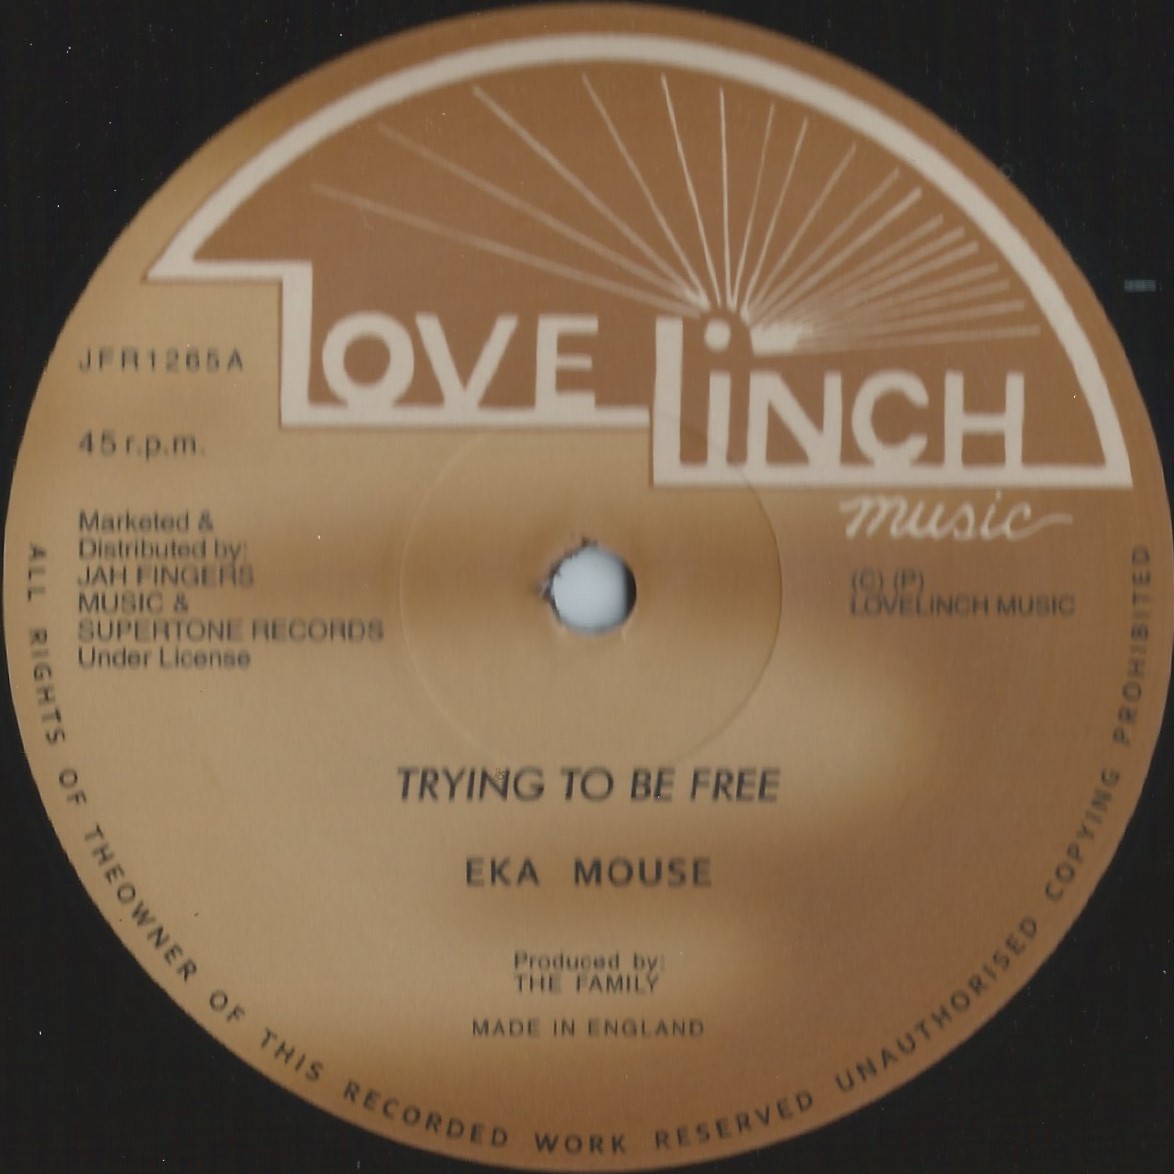 LOVE LINCH
music
JFR1265A
45 r.p.m.
Marketed &
Distributed by:
JAH FINGERS
MUSIC &
SUPERTONE RECORDS
Under License
(C) (P)
LOVELINCH MUSIC
TRYING TO BE FREE
EKA MOUSE
Produced by:
THE FAMILY
MADE IN ENGLAND
ALL RIGHTS OF THEOWNER OF THIS RECORDED WORK RESERVED UNAUTHORISED COPYING PROHIBITED